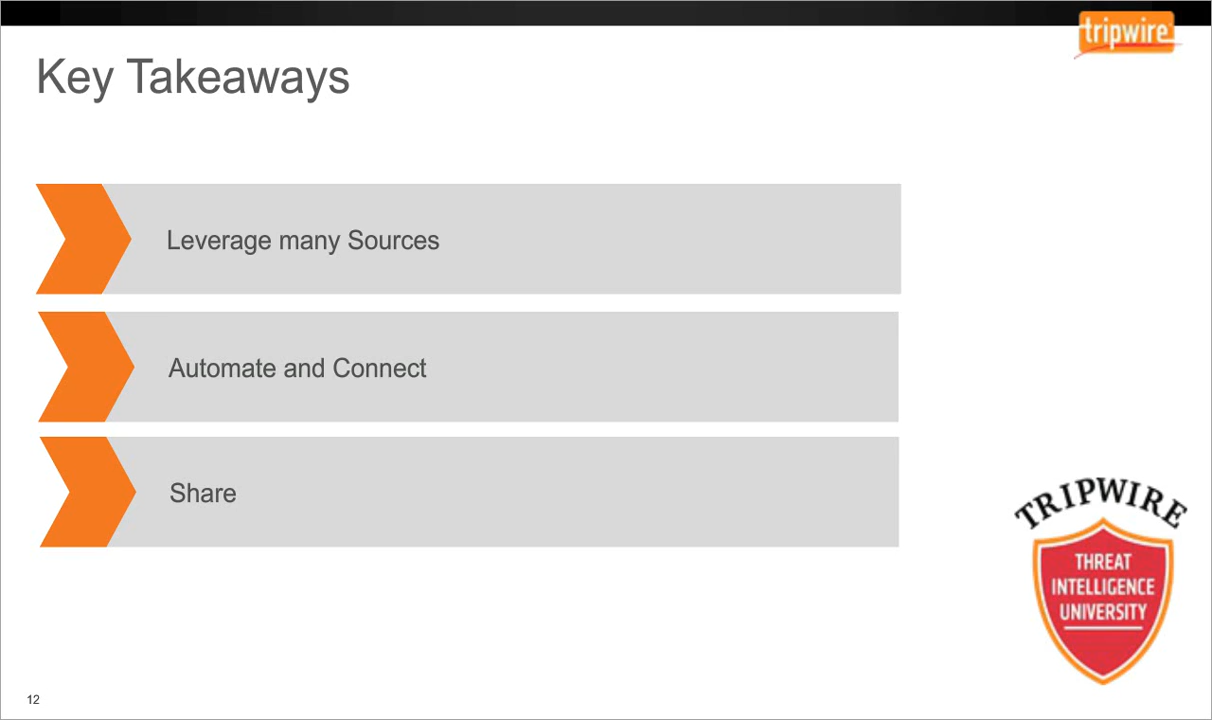 tripwire
Key Takeaways
Leverage many Sources
Automate and Connect
Share
TRIPWIRE
THREAT
INTELLIGENCE
UNIVERSITY
12